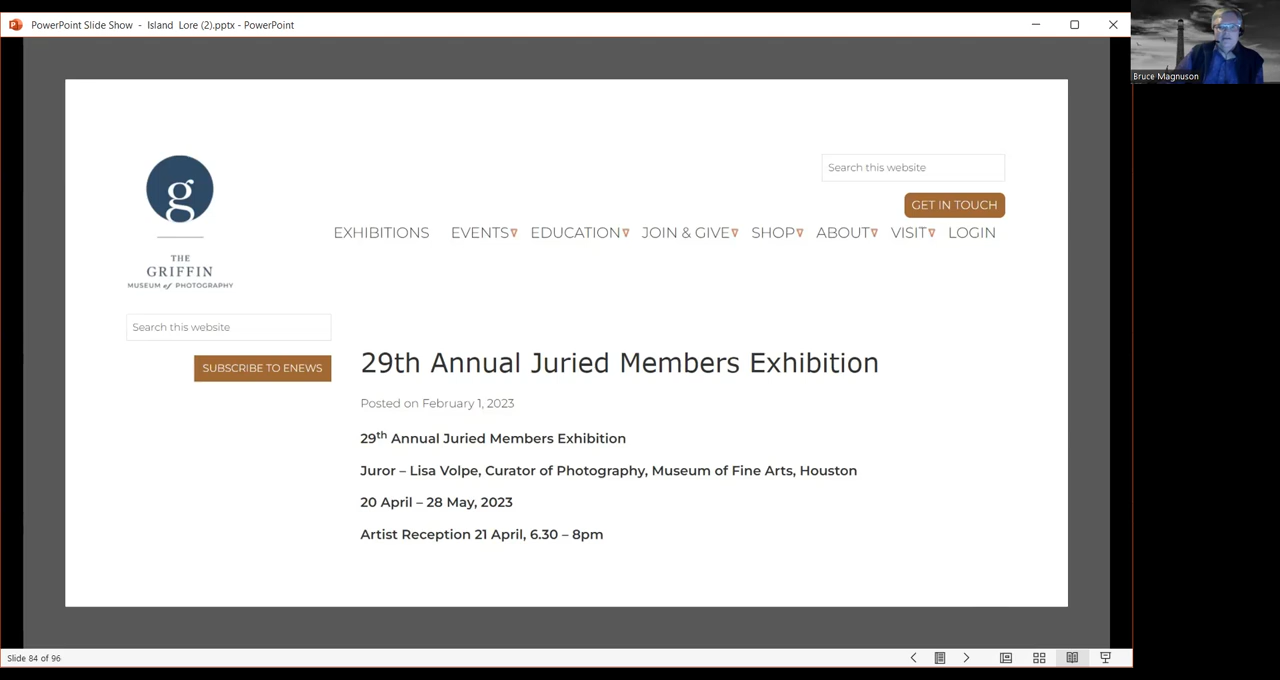 PowerPoint Slide Show - Island Lore (2).pptx - PowerPoint
Bruce Magnuson
g
THE
GRIFFIN
MUSEUM of PHOTOGRAPHY
Search this website
GET IN TOUCH
EXHIBITIONS EVENTS EDUCATION JOIN & GIVE SHOP ABOUT VISIT LOGIN
Search this website
SUBSCRIBE TO ENEWS
29th Annual Juried Members Exhibition
Posted on February 1, 2023
29th Annual Juried Members Exhibition
Juror – Lisa Volpe, Curator of Photography, Museum of Fine Arts, Houston
20 April – 28 May, 2023
Artist Reception 21 April, 6.30 – 8pm
Slide 84 of 96